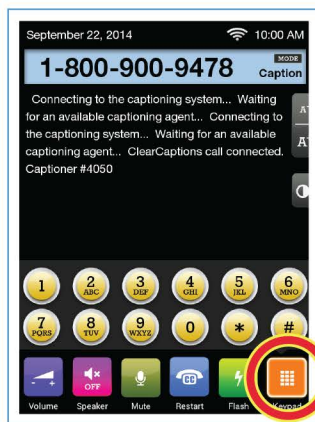 September 22, 2014 10:00 AM
1-800-900-9478
MODE
Caption
Connecting to the captioning system... Waiting
for an available captioning agent... Connecting to
the captioning system... Waiting for an available
captioning agent... ClearCaptions call connected.
Captioner #4050
A
A
1 2 ABC 3 DEF 4 GHI 5 JKL 6 MNO
7 PQRS 8 TUV 9 WXYZ 0 * #
OFF CC
Volume Speaker Mute Restart Flash Keypad